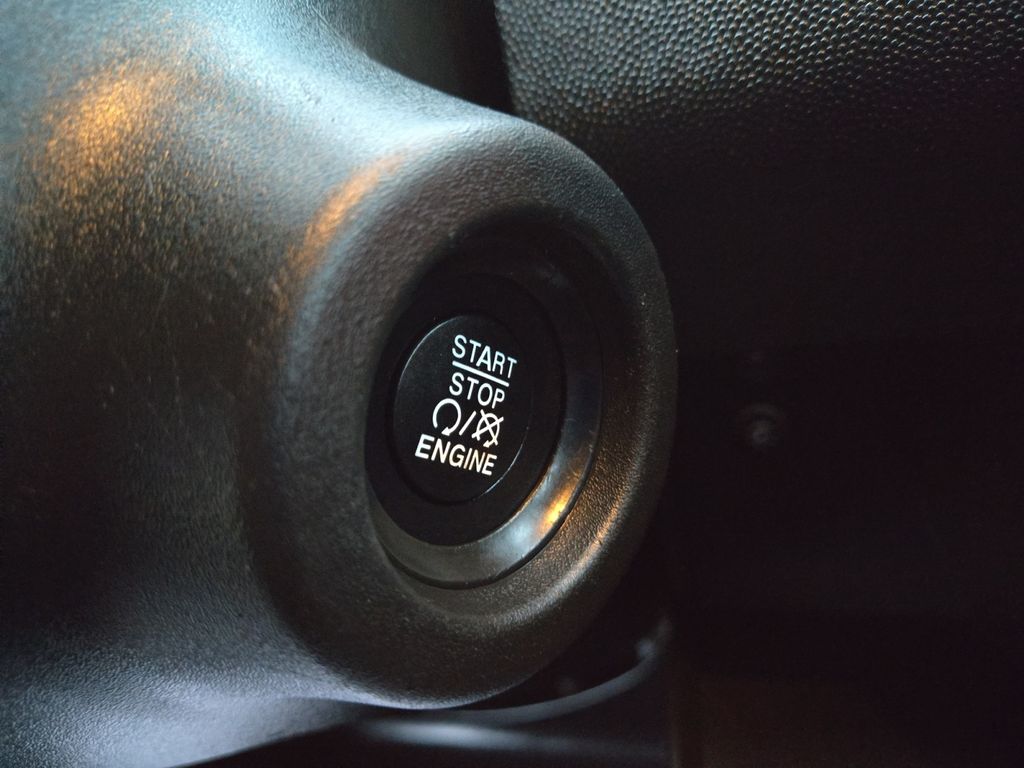 START
STOP
/
ENGINE